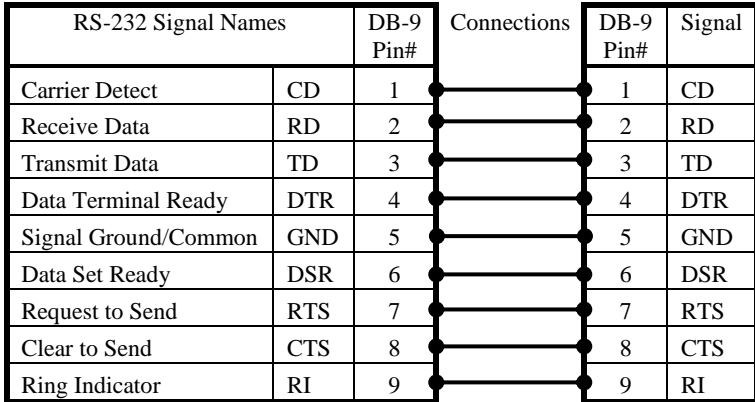 RS-232 Signal Names DB-9 Pin# Connections DB-9 Pin# Signal
Carrier Detect CD 1 1 CD
Receive Data RD 2 2 RD
Transmit Data TD 3 3 TD
Data Terminal Ready DTR 4 4 DTR
Signal Ground/Common GND 5 5 GND
Data Set Ready DSR 6 6 DSR
Request to Send RTS 7 7 RTS
Clear to Send CTS 8 8 CTS
Ring Indicator RI 9 9 RI